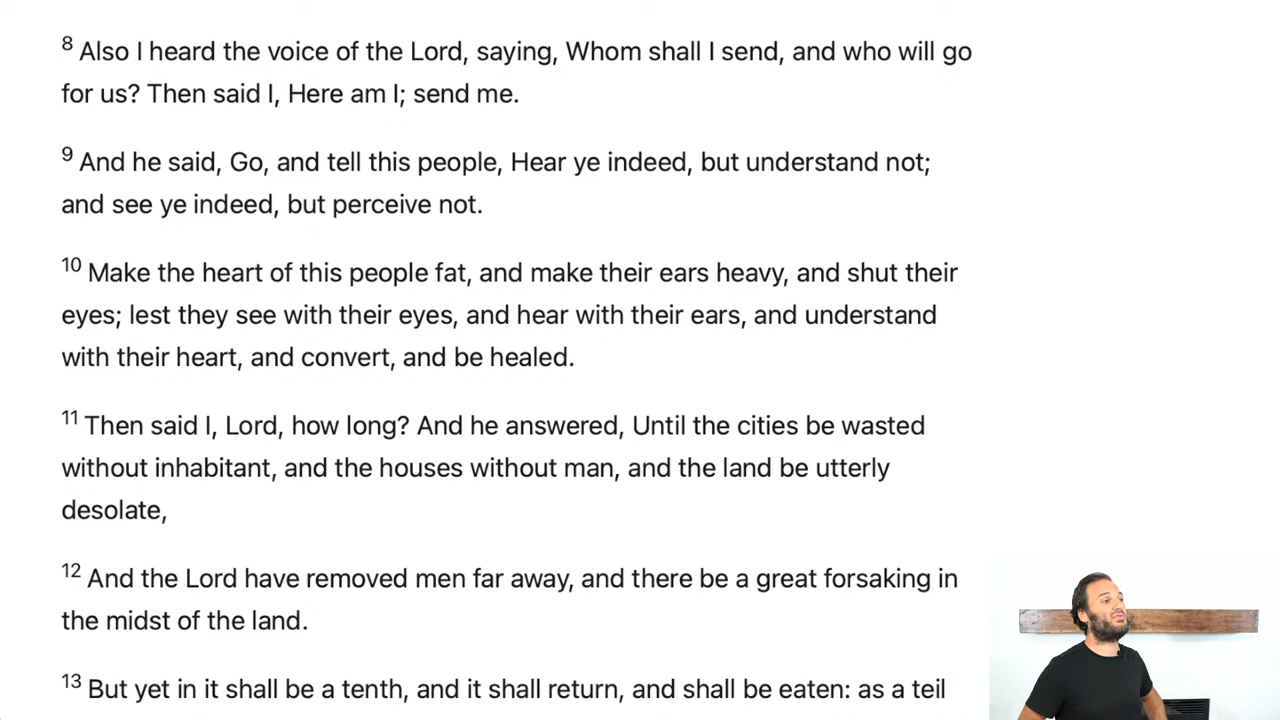 8 Also I heard the voice of the Lord, saying, Whom shall I send, and who will go
for us? Then said I, Here am I; send me.
9 And he said, Go, and tell this people, Hear ye indeed, but understand not;
and see ye indeed, but perceive not.
10 Make the heart of this people fat, and make their ears heavy, and shut their
eyes; lest they see with their eyes, and hear with their ears, and understand
with their heart, and convert, and be healed.
11 Then said I, Lord, how long? And he answered, Until the cities be wasted
without inhabitant, and the houses without man, and the land be utterly
desolate,
12 And the Lord have removed men far away, and there be a great forsaking in
the midst of the land.
13 But yet in it shall be a tenth, and it shall return, and shall be eaten: as a teil